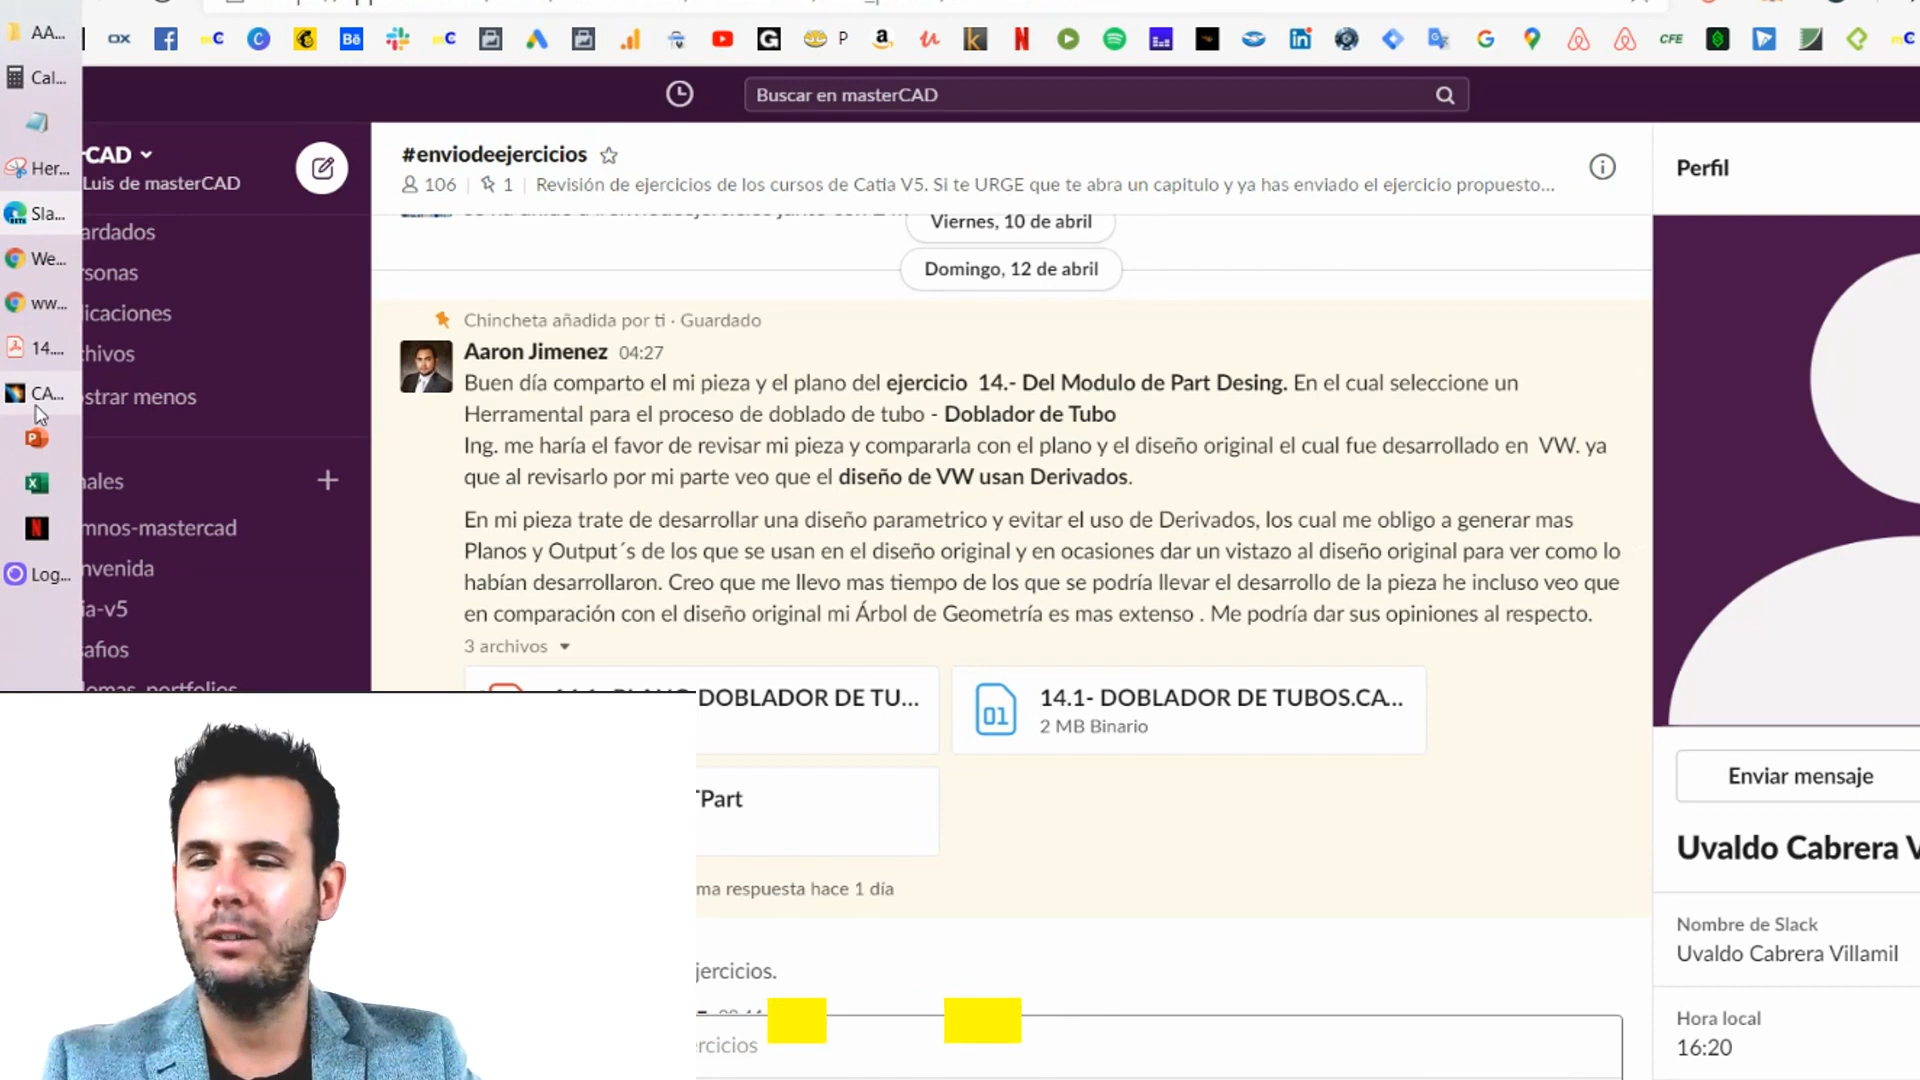 AA...
Cal...
Her...
Sla...
We...
ww...
14....
CA...
Log...
OX
mC
mC
P
CFE
mC
Buscar en masterCAD
CAD
Luis de masterCAD
ardados
rsonas
licaciones
chivos
strar menos
ales
mnos-mastercad
nvenida
ia-v5
afios
#enviodeejercicios
106
1
Revisión de ejercicios de los cursos de Catia V5. Si te URGE que te abra un capitulo y ya has enviado el ejercicio propuesto...
Viernes, 10 de abril
Domingo, 12 de abril
Chincheta añadida por ti · Guardado
Aaron Jimenez 04:27
Buen día comparto el mi pieza y el plano del ejercicio 14.- Del Modulo de Part Desing. En el cual seleccione un
Herramental para el proceso de doblado de tubo - Doblador de Tubo
Ing. me haría el favor de revisar mi pieza y compararla con el plano y el diseño original el cual fue desarrollado en VW. ya
que al revisarlo por mi parte veo que el diseño de VW usan Derivados.
En mi pieza trate de desarrollar una diseño parametrico y evitar el uso de Derivados, los cual me obligo a generar mas
Planos y Output´s de los que se usan en el diseño original y en ocasiones dar un vistazo al diseño original para ver como lo
habían desarrollaron. Creo que me llevo mas tiempo de los que se podría llevar el desarrollo de la pieza he incluso veo que
en comparación con el diseño original mi Árbol de Geometría es mas extenso . Me podría dar sus opiniones al respecto.
3 archivos
DOBLADOR DE TU...
14.1- DOBLADOR DE TUBOS.CA...
01
2 MB Binario
Part
ma respuesta hace 1 día
jercicios.
rcicios
Perfil
Enviar mensaje
Uvaldo Cabrera V
Nombre de Slack
Uvaldo Cabrera Villamil
Hora local
16:20